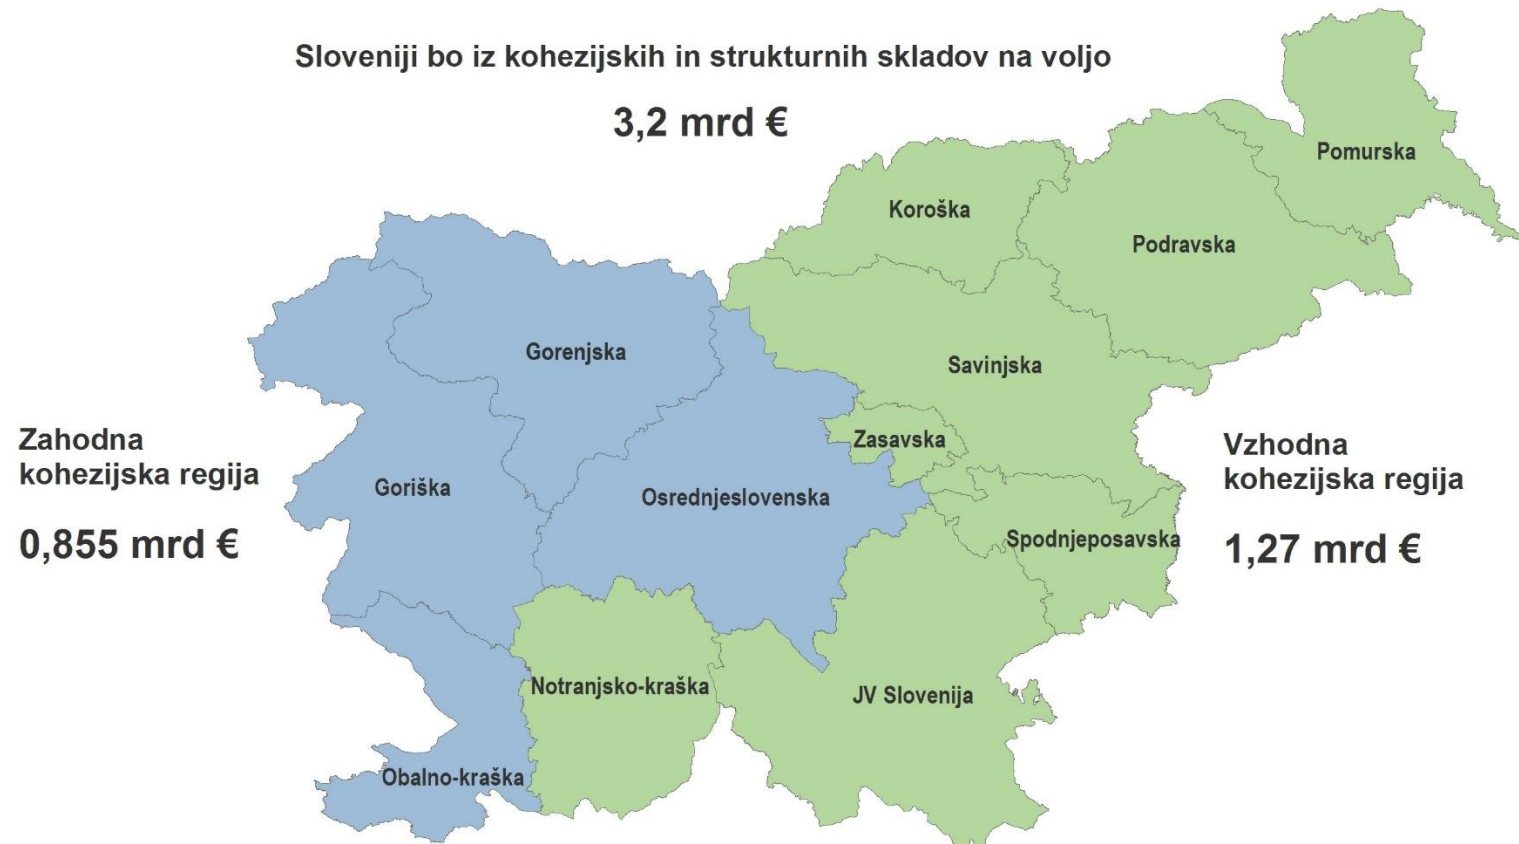 Sloveniji bo iz kohezijskih in strukturnih skladov na voljo
3,2 mrd €
Pomurska
Koroška
Podravska
Gorenjska
Savinjska
Zahodna
kohezijska regija
0,855 mrd €
Goriška
Osrednjeslovenska
Zasavska
Vzhodna
kohezijska regija
1,27 mrd €
Spodnjeposavska
Notranjsko-kraška
JV Slovenija
Obalno-kraška